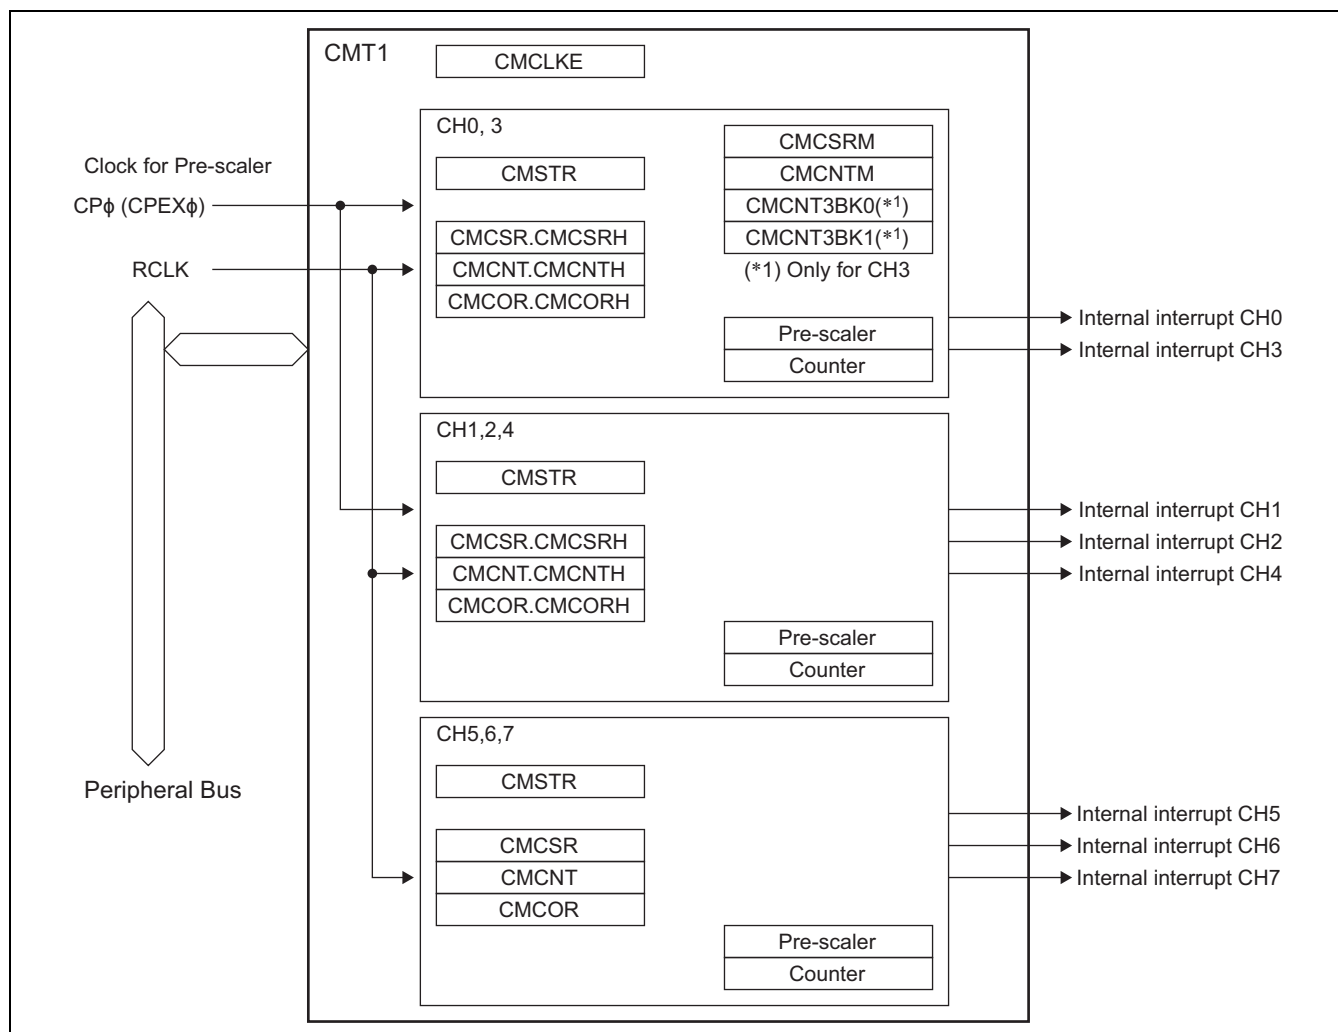 CMT1
CMCLKE
Clock for Pre-scaler
CPϕ (CPEXϕ)
RCLK
Peripheral Bus
CH0, 3
CMSTR
CMCSR.CMCSRH
CMCNT.CMCNTH
CMCOR.CMCORH
CMCSRM
CMCNTM
CMCNT3BK0(*1)
CMCNT3BK1(*1)
(*1) Only for CH3
Pre-scaler
Counter
Internal interrupt CH0
Internal interrupt CH3
CH1,2,4
CMSTR
CMCSR.CMCSRH
CMCNT.CMCNTH
CMCOR.CMCORH
Pre-scaler
Counter
Internal interrupt CH1
Internal interrupt CH2
Internal interrupt CH4
CH5,6,7
CMSTR
CMCSR
CMCNT
CMCOR
Pre-scaler
Counter
Internal interrupt CH5
Internal interrupt CH6
Internal interrupt CH7